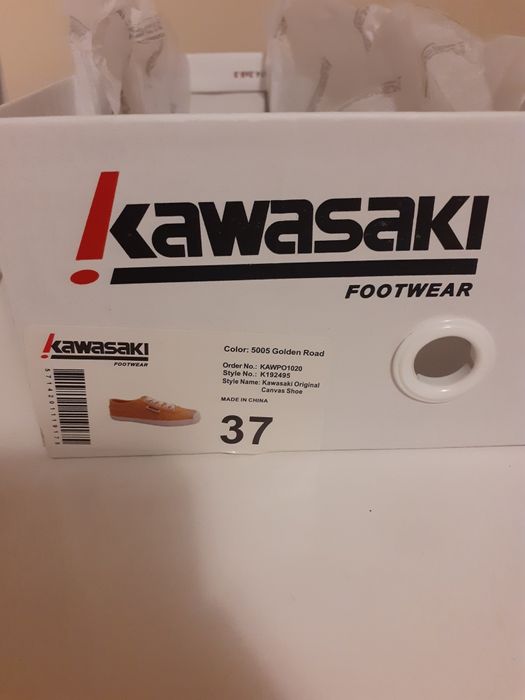 Kawasaki
FOOTWEAR
Kawasaki
FOOTWEAR
Color: 5005 Golden Road
Order No.: KAWPO1020
Style No.: K192495
Style Name: Kawasaki Original
Canvas Shoe
MADE IN CHINA
37